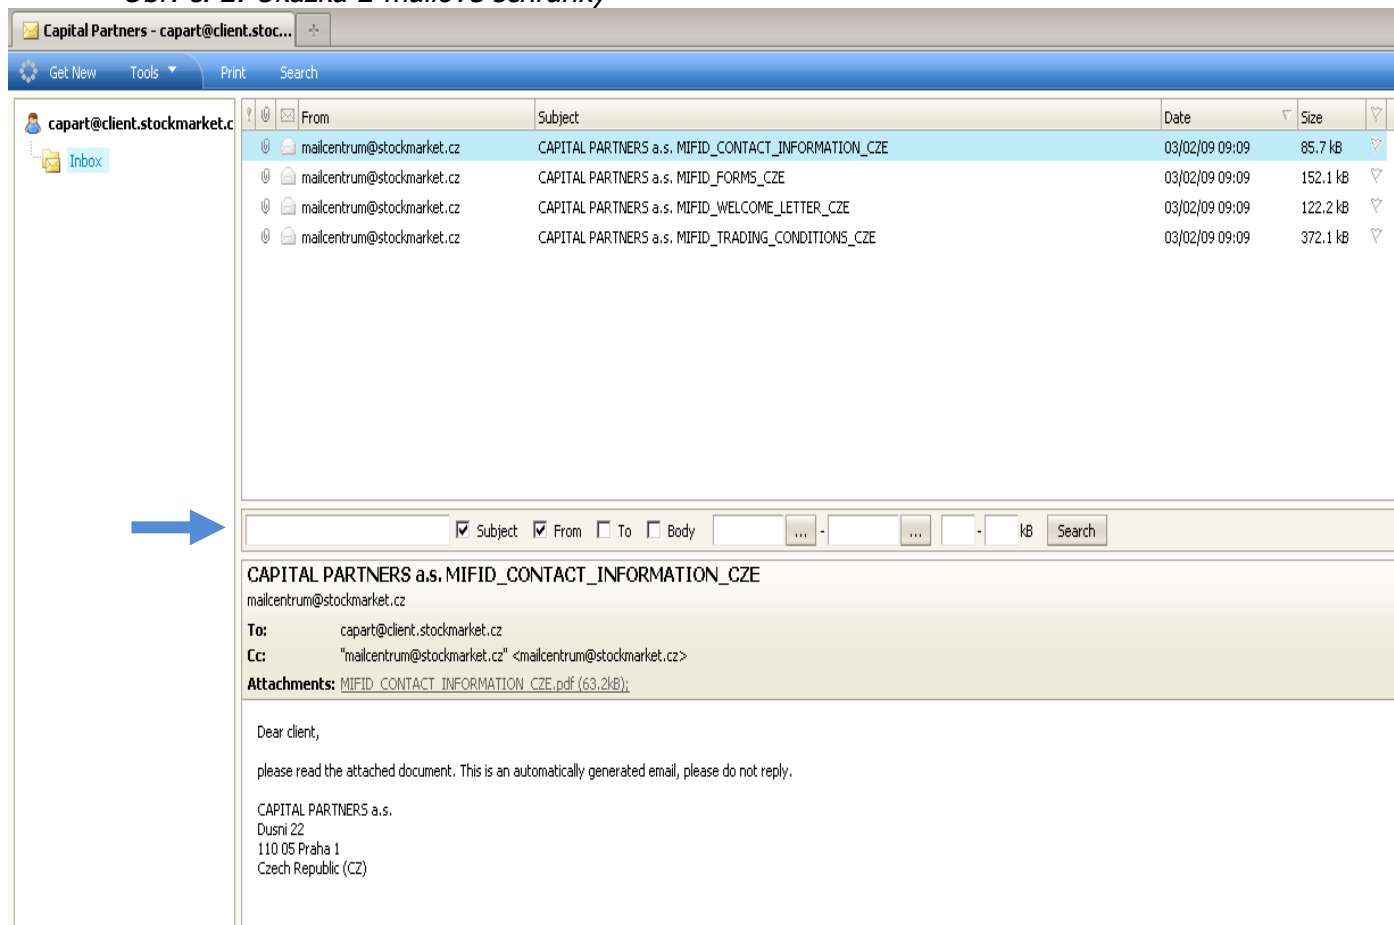 Obr. č. 2: Ukázka E-mailové schránky
Capital Partners - capart@client.stoc...
Get New Tools Print Search
capart@client.stockmarket.c
Inbox
From Subject Date Size
mailcentrum@stockmarket.cz CAPITAL PARTNERS a.s. MIFID_CONTACT_INFORMATION_CZE 03/02/09 09:09 85.7 kB
mailcentrum@stockmarket.cz CAPITAL PARTNERS a.s. MIFID_FORMS_CZE 03/02/09 09:09 152.1 kB
mailcentrum@stockmarket.cz CAPITAL PARTNERS a.s. MIFID_WELCOME_LETTER_CZE 03/02/09 09:09 122.2 kB
mailcentrum@stockmarket.cz CAPITAL PARTNERS a.s. MIFID_TRADING_CONDITIONS_CZE 03/02/09 09:09 372.1 kB
Subject From To Body ... - ... - kB Search
CAPITAL PARTNERS a.s. MIFID_CONTACT_INFORMATION_CZE
mailcentrum@stockmarket.cz
To: capart@client.stockmarket.cz
Cc: "mailcentrum@stockmarket.cz" <mailcentrum@stockmarket.cz>
Attachments: MIFID_CONTACT_INFORMATION_CZE.pdf (63.2kB);
Dear client,
please read the attached document. This is an automatically generated email, please do not reply.
CAPITAL PARTNERS a.s.
Dusni 22
110 05 Praha 1
Czech Republic (CZ)